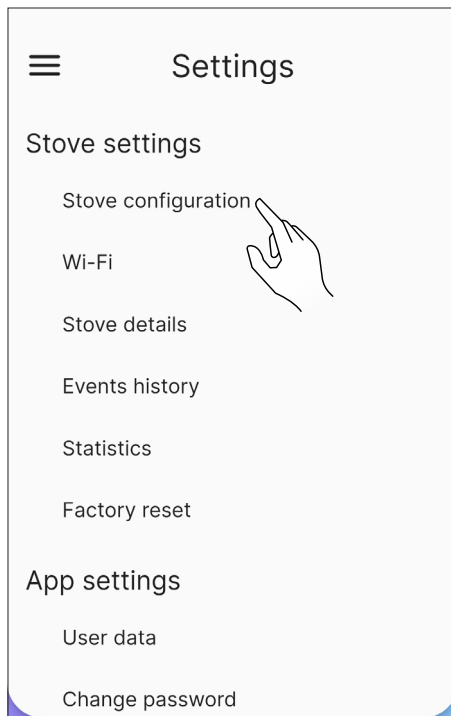 Settings
Stove settings
Stove configuration
Wi-Fi
Stove details
Events history
Statistics
Factory reset
App settings
User data
Change password